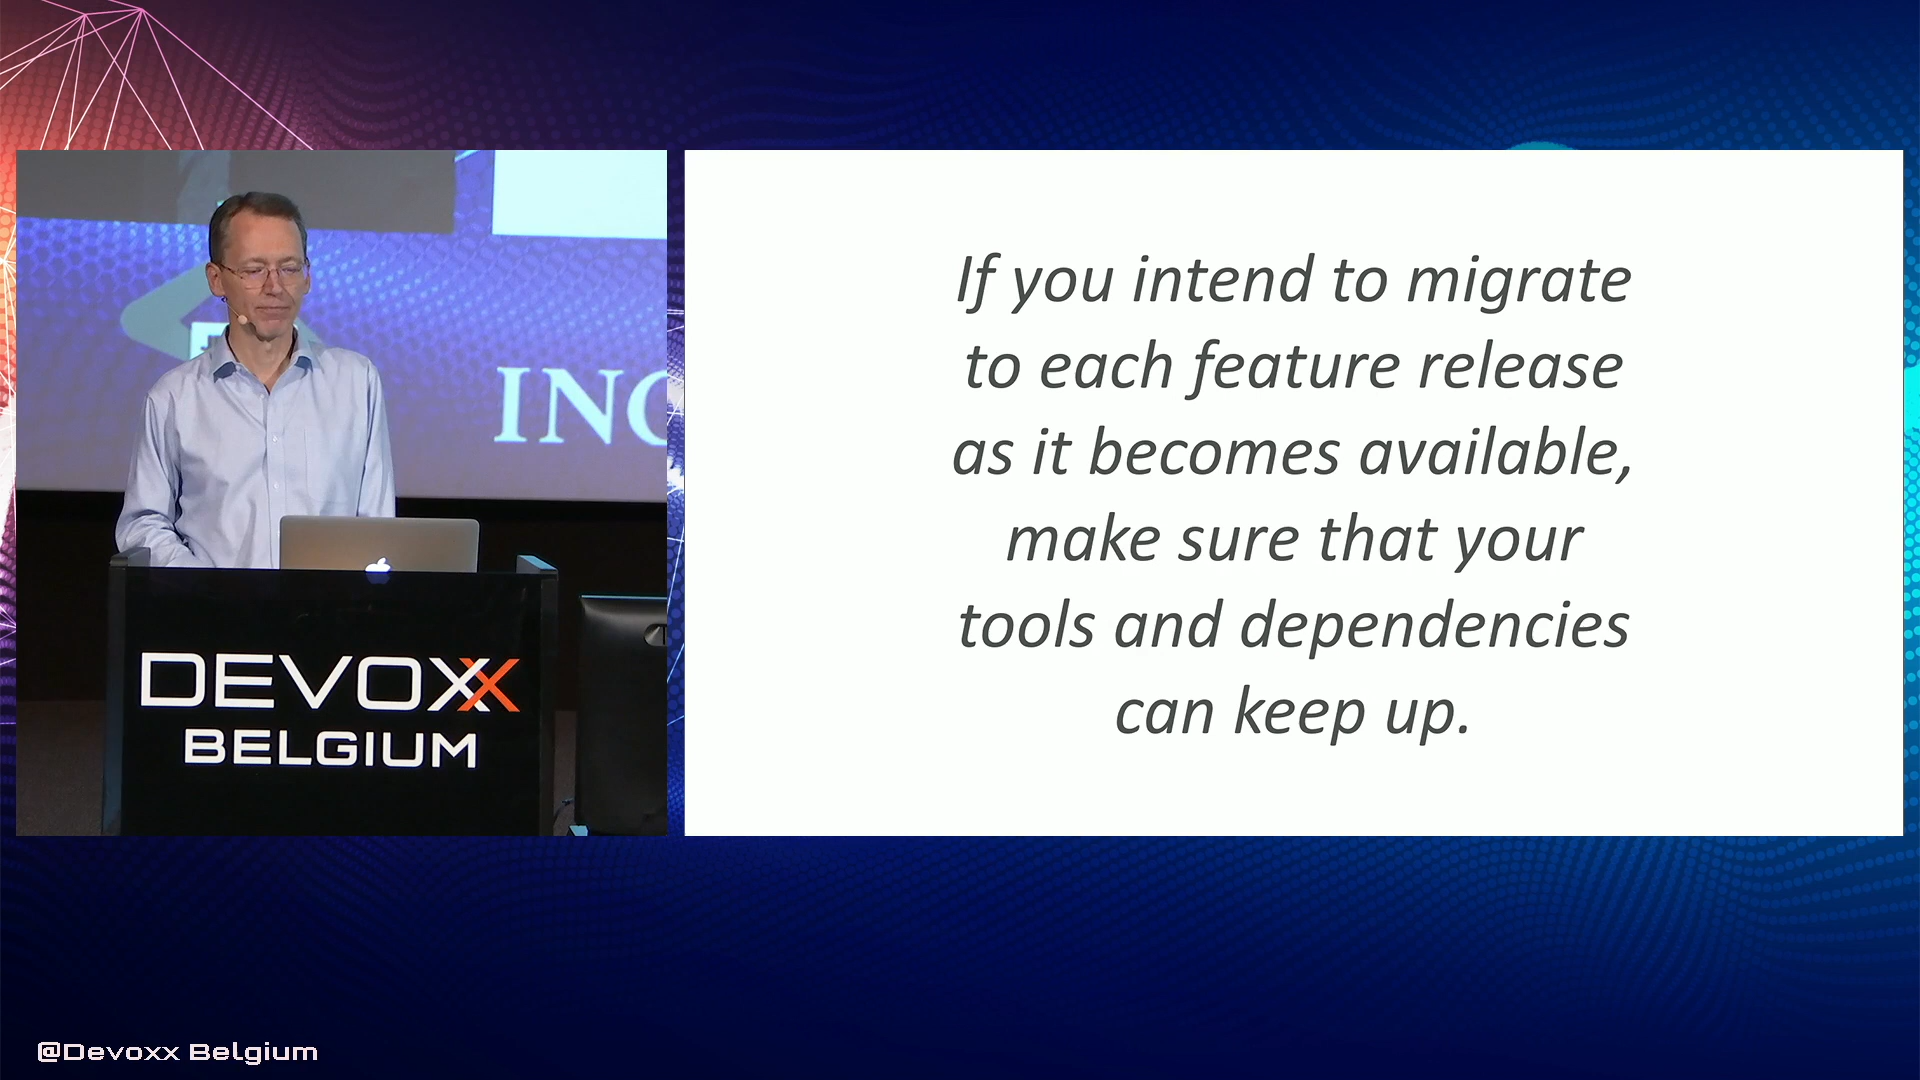 If you intend to migrate
to each feature release
as it becomes available,
make sure that your
tools and dependencies
can keep up.
ING
DEVOXX
BELGIUM
@Devoxx Belgium